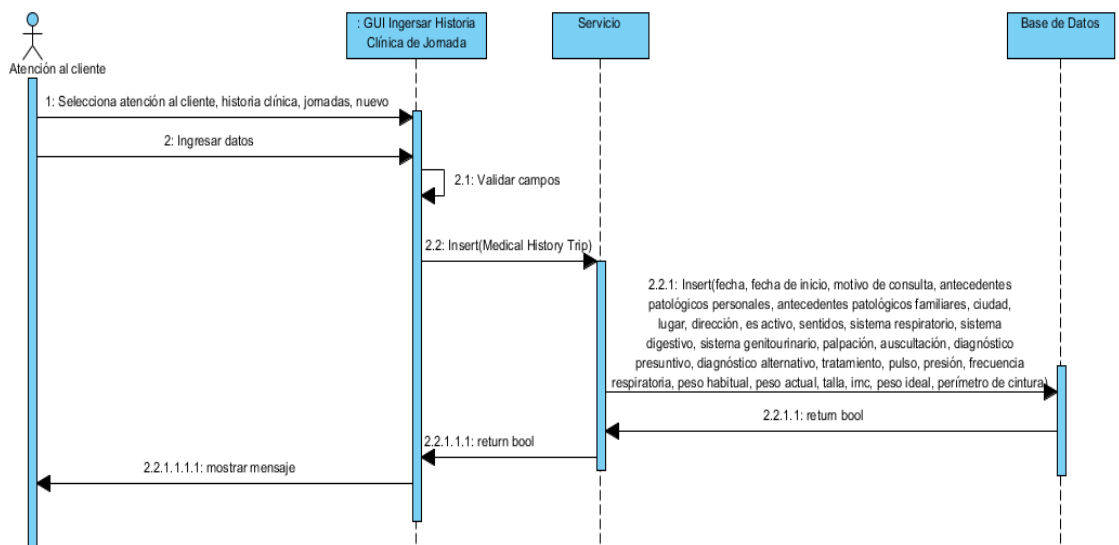 : GUI Ingersar Historia
Clínica de Jornada
Servicio
Base de Datos
Atención al cliente
1: Selecciona atención al cliente, historia clínica, jornadas, nuevo
2: Ingresar datos
2.1: Validar campos
2.2: Insert(Medical History Trip)
2.2.1: Insert(fecha, fecha de inicio, motivo de consulta, antecedentes
patológicos personales, antecedentes patológicos familiares, ciudad,
lugar, dirección, es activo, sentidos, sistema respiratorio, sistema
digestivo, sistema genitourinario, palpación, auscultación, diagnóstico
presuntivo, diagnóstico alternativo, tratamiento, pulso, presión, frecuencia
respiratoria, peso habitual, peso actual, talla, imc, peso ideal, perímetro de cintura)
2.2.1.1: return bool
2.2.1.1.1: return bool
2.2.1.1.1.1: mostrar mensaje